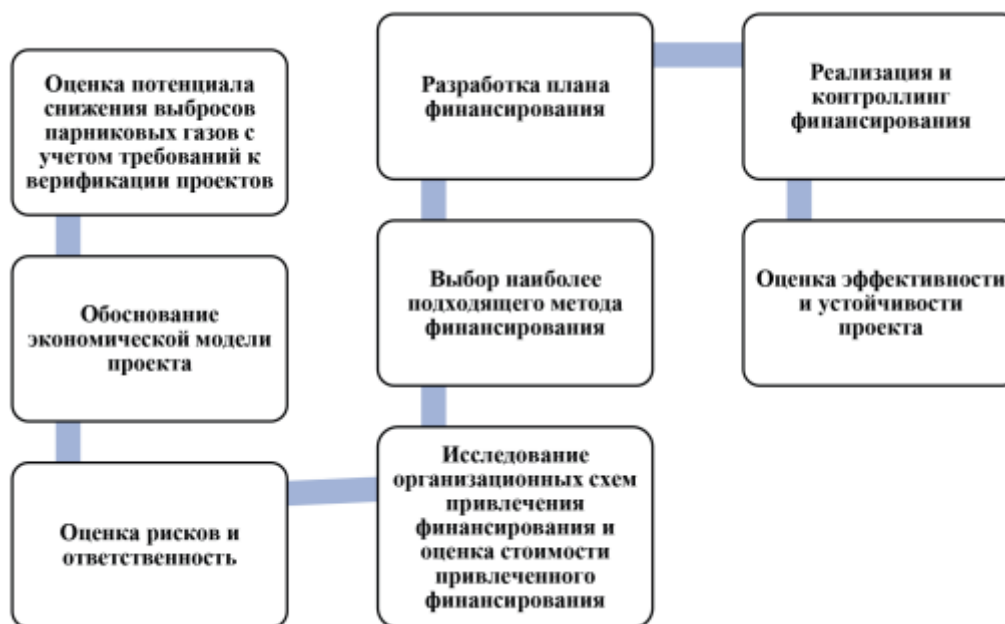 Оценка потенциала
снижения выбросов
парниковых газов с
учетом требований к
верификации проектов
Обоснование
экономической модели
проекта
Оценка рисков и
ответственность
Исследование
организационных схем
привлечения
финансирования и
оценка стоимости
привлеченного
финансирования
Выбор наиболее
подходящего метода
финансирования
Разработка плана
финансирования
Реализация и
контроллинг
финансирования
Оценка эффективности
и устойчивости
проекта